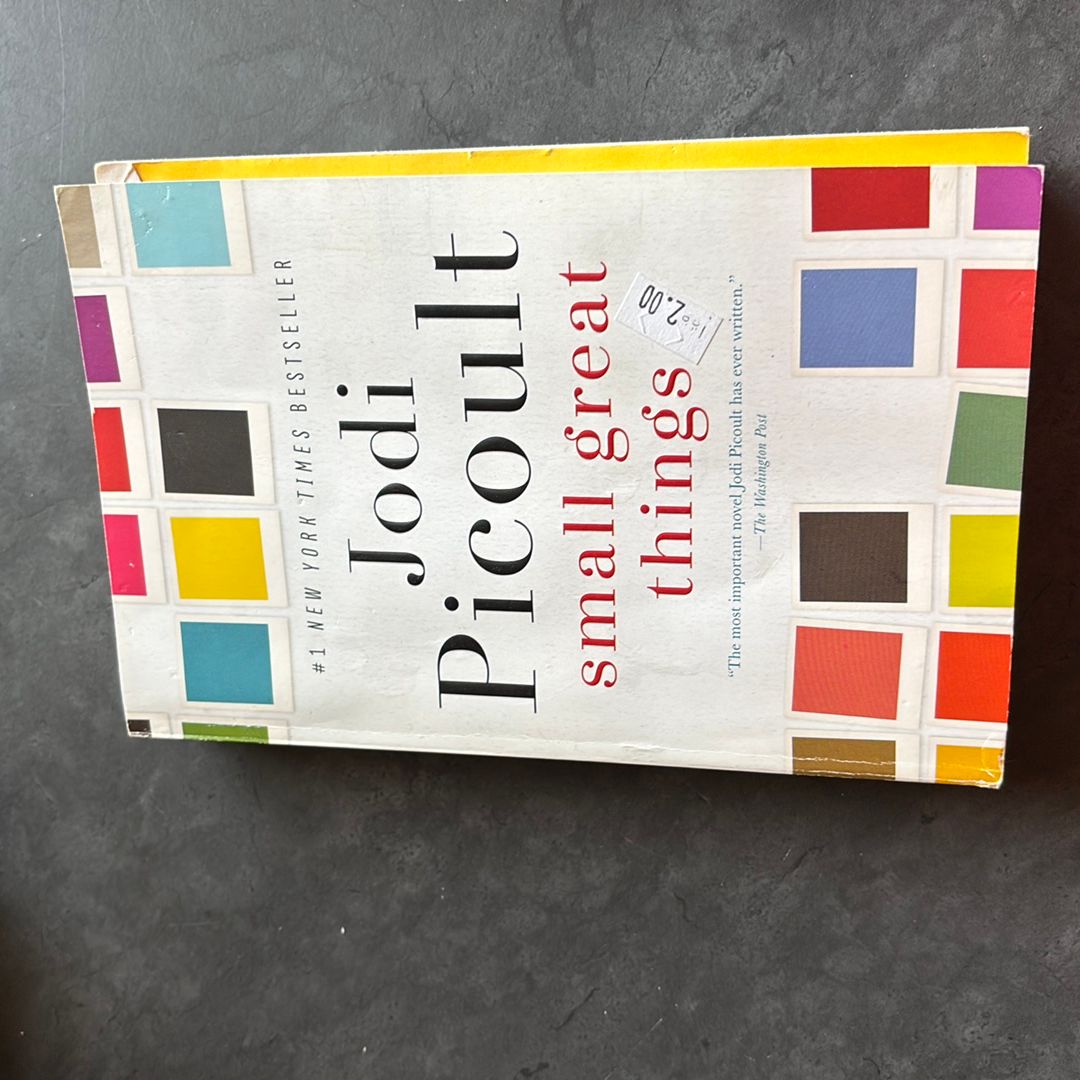 #1 NEW YORK TIMES BESTSELLER
Jodi
Picoult
small great
things
2.00
“The most important novel Jodi Picoult has ever written.”
—The Washington Post